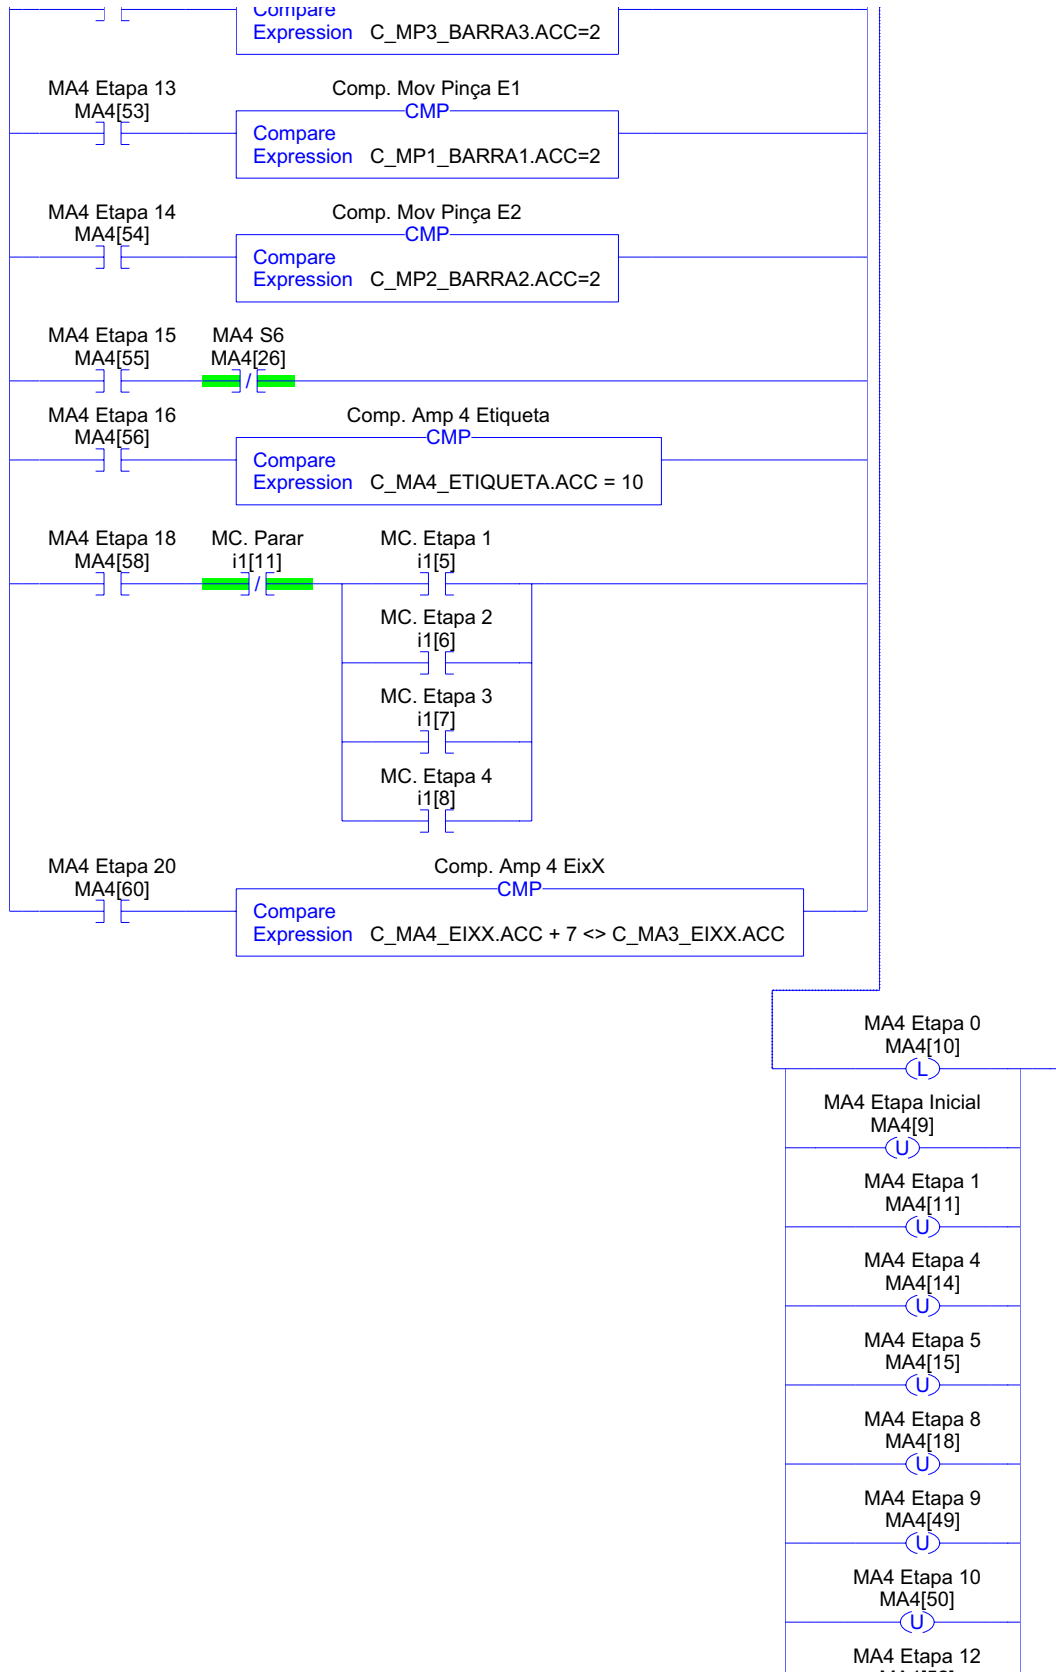 Compare
Expression C_MP3_BARRA3.ACC=2
MA4 Etapa 13
MA4[53]
Comp. Mov Pinça E1
CMP
Compare
Expression C_MP1_BARRA1.ACC=2
MA4 Etapa 14
MA4[54]
Comp. Mov Pinça E2
CMP
Compare
Expression C_MP2_BARRA2.ACC=2
MA4 Etapa 15
MA4[55]
MA4 S6
MA4[26]
/
MA4 Etapa 16
MA4[56]
Comp. Amp 4 Etiqueta
CMP
Compare
Expression C_MA4_ETIQUETA.ACC = 10
MA4 Etapa 18
MA4[58]
MC. Parar
i1[11]
/
MC. Etapa 1
i1[5]
MC. Etapa 2
i1[6]
MC. Etapa 3
i1[7]
MC. Etapa 4
i1[8]
MA4 Etapa 20
MA4[60]
Comp. Amp 4 EixX
CMP
Compare
Expression C_MA4_EIXX.ACC + 7 <> C_MA3_EIXX.ACC
MA4 Etapa 0
MA4[10]
L
MA4 Etapa Inicial
MA4[9]
U
MA4 Etapa 1
MA4[11]
U
MA4 Etapa 4
MA4[14]
U
MA4 Etapa 5
MA4[15]
U
MA4 Etapa 8
MA4[18]
U
MA4 Etapa 9
MA4[49]
U
MA4 Etapa 10
MA4[50]
U
MA4 Etapa 12